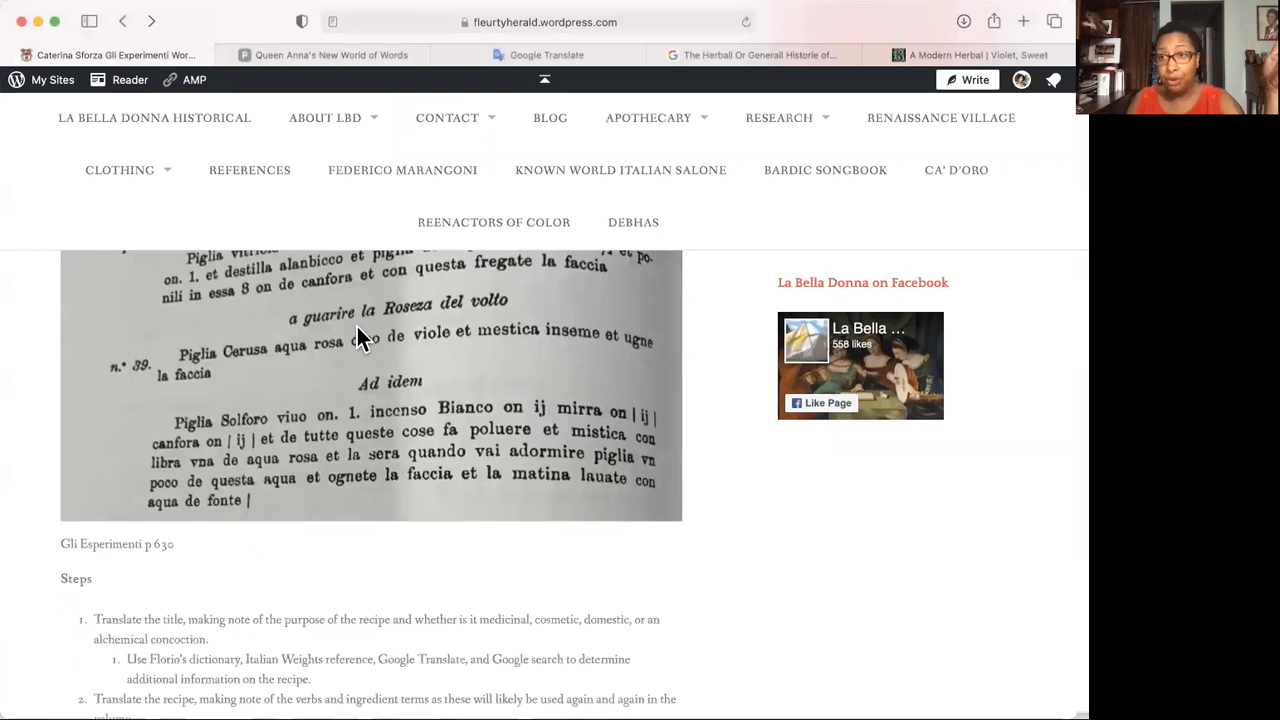 fleurtyherald.wordpress.com
Caterina Sforza Gli Experimenti Wor...
Queen Anna's New World of Words
Google Translate
The Herball Or Generall Historie of...
A Modern Herbal | Violet, Sweet
My Sites Reader AMP Write
LA BELLA DONNA HISTORICAL ABOUT LBD CONTACT BLOG APOTHECARY RESEARCH RENAISSANCE VILLAGE
CLOTHING REFERENCES FEDERICO MARANGONI KNOWN WORLD ITALIAN SALONE BARDIC SONGBOOK CA' D'ORO
REENACTORS OF COLOR DEBHAS
Piglia et po.
on. 1. et destilla alanbicco et
nili in essa 8 on de canfora et con questa fregate la faccia
a guarire la Roseza del volto
n.° 39. Piglia Cerusa aqua rosa de viole et mestica inseme et ugne
la faccia
Ad idem
Piglia Solforo viuo on. 1. incenso Bianco on ij mirra on | ij |
canfora on | ij | et de tutte queste cose fa poluere et mistica con
libra vna de aqua rosa et la sera quando vai adormire piglia vn
poco de questa aqua et ognete la faccia et la matina lauate con
aqua de fonte |
Gli Esperimenti p 630
Steps
1. Translate the title, making note of the purpose of the recipe and whether is it medicinal, cosmetic, domestic, or an
alchemical concoction.
1. Use Florio's dictionary, Italian Weights reference, Google Translate, and Google search to determine
additional information on the recipe.
2. Translate the recipe, making note of the verbs and ingredient terms as these will likely be used again and again in the
La Bella Donna on Facebook
La Bella ...
558 likes
Like Page